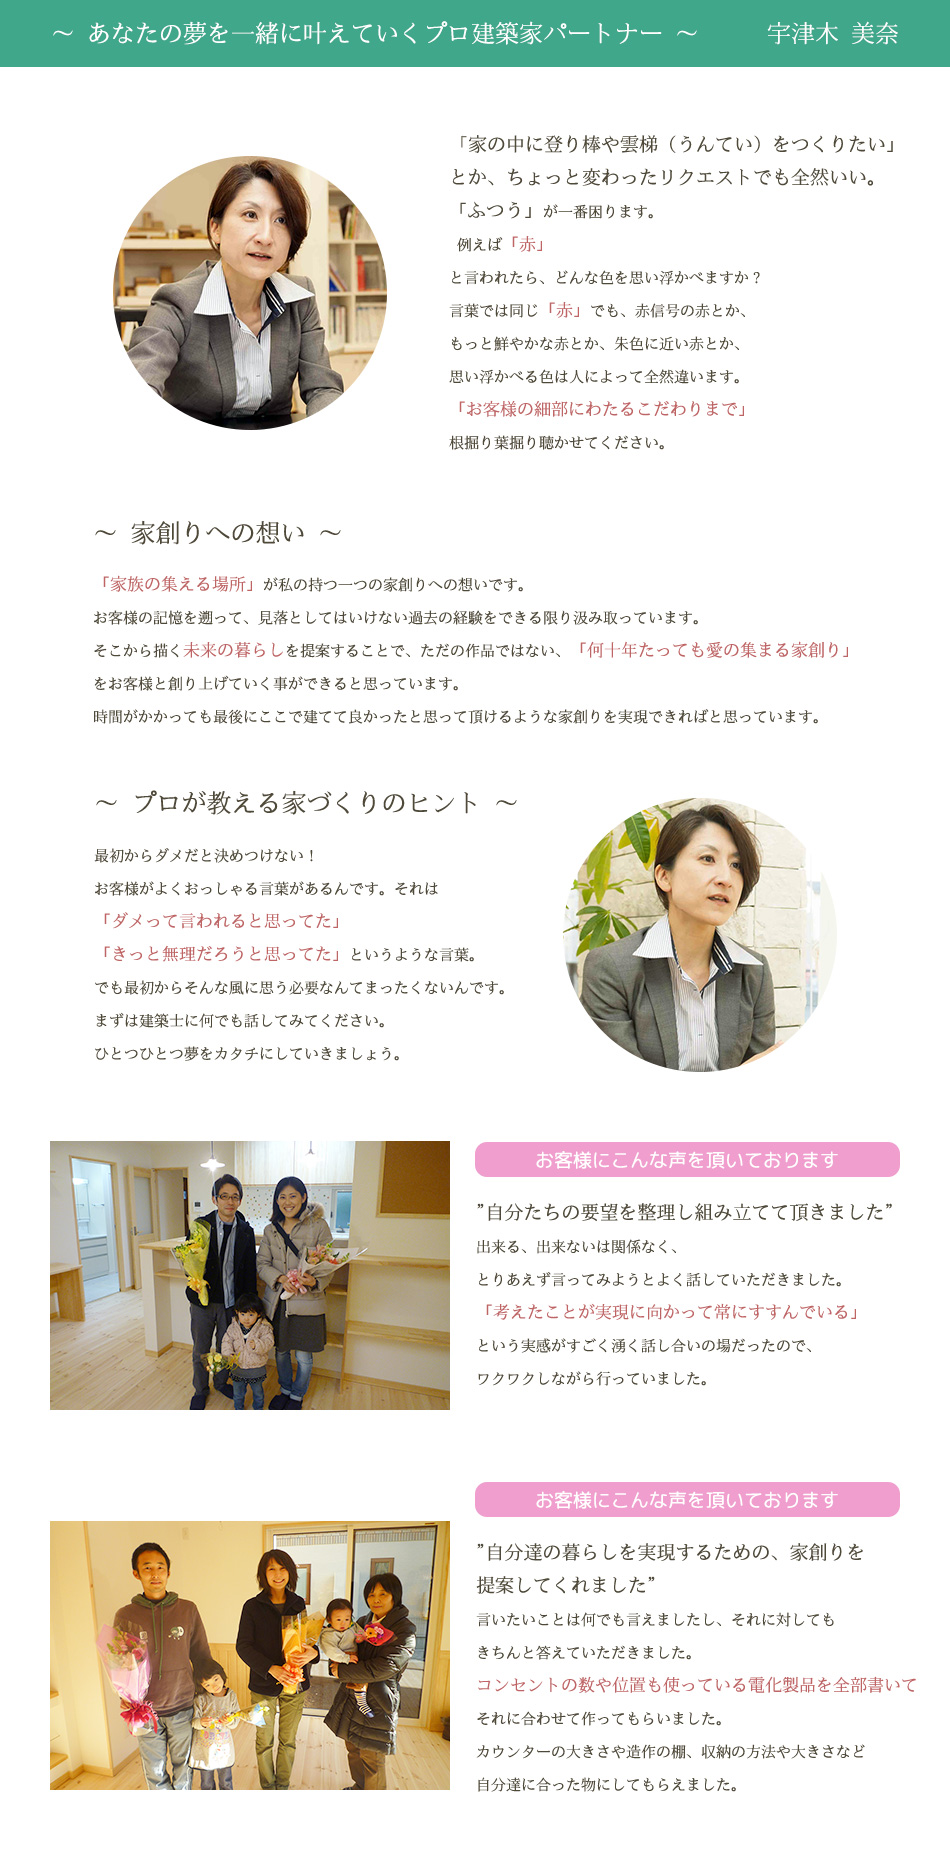 ～ あなたの夢を一緒に叶えていくプロ建築家パートナー ～ 宇津木 美奈
「家の中に登り棒や雲梯（うんてい）をつくりたい」
とか、ちょっと変わったリクエストでも全然いい。
「ふつう」が一番困ります。
例えば「赤」
と言われたら、どんな色を思い浮かべますか？
言葉では同じ「赤」でも、赤信号の赤とか、
もっと鮮やかな赤とか、朱色に近い赤とか、
思い浮かべる色は人によって全然違います。
「お客様の細部にわたるこだわりまで」
根掘り葉掘り聴かせてください。
～ 家創りへの想い ～
「家族の集える場所」が私の持つ一つの家創りへの想いです。
お客様の記憶を遡って、見落としてはいけない過去の経験をできる限り汲み取っています。
そこから描く未来の暮らしを提案することで、ただの作品ではない、「何十年たっても愛の集まる家創り」
をお客様と創り上げていく事ができると思っています。
時間がかかっても最後にここで建てて良かったと思って頂けるような家創りを実現できればと思っています。
～ プロが教える家づくりのヒント ～
最初からダメだと決めつけない！
お客様がよくおっしゃる言葉があるんです。それは
「ダメって言われると思ってた」
「きっと無理だろうと思ってた」というような言葉。
でも最初からそんな風に思う必要なんてまったくないんです。
まずは建築士に何でも話してみてください。
ひとつひとつ夢をカタチにしていきましょう。
お客様にこんな声を頂いております
”自分たちの要望を整理し組み立てて頂きました”
出来る、出来ないは関係なく、
とりあえず言ってみようとよく話していただきました。
「考えたことが実現に向かって常にすすんでいる」
という実感がすごく湧く話し合いの場だったので、
ワクワクしながら行っていました。
お客様にこんな声を頂いております
”自分達の暮らしを実現するための、家創りを
提案してくれました”
言いたいことは何でも言えましたし、それに対しても
きちんと答えていただきました。
コンセントの数や位置も使っている電化製品を全部書いて
それに合わせて作ってもらいました。
カウンターの大きさや造作の棚、収納の方法や大きさなど
自分達に合った物にしてもらえました。